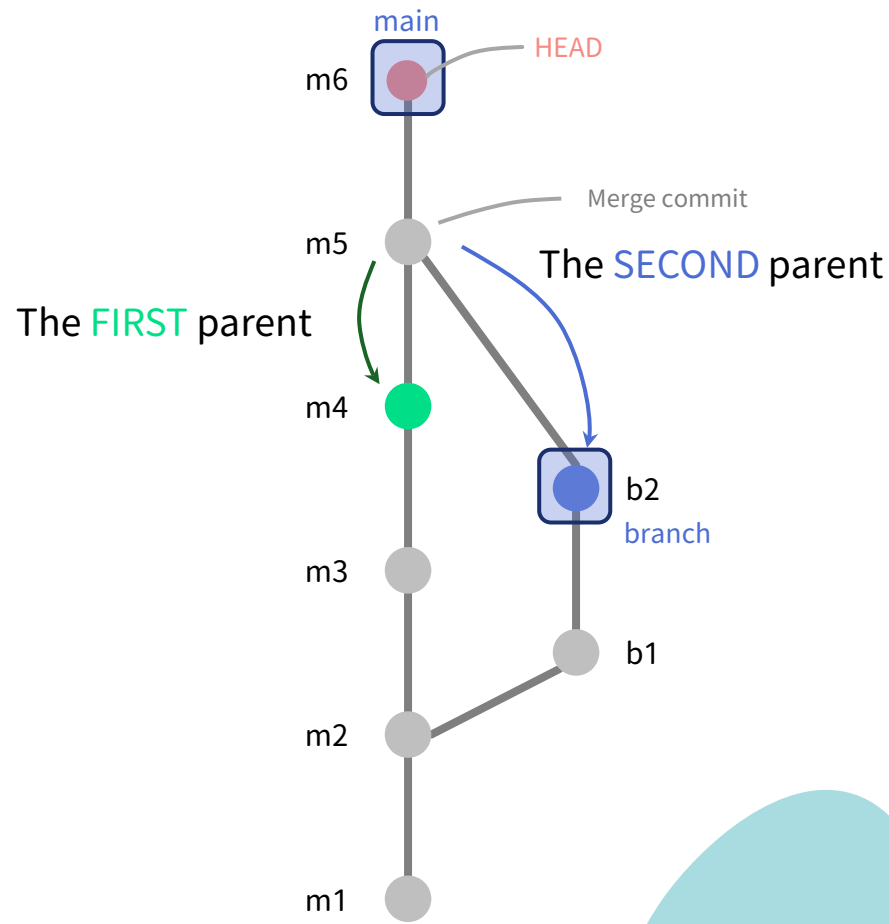 main
HEAD
m6
Merge commit
m5
The SECOND parent
The FIRST parent
m4
b2
branch
m3
b1
m2
m1